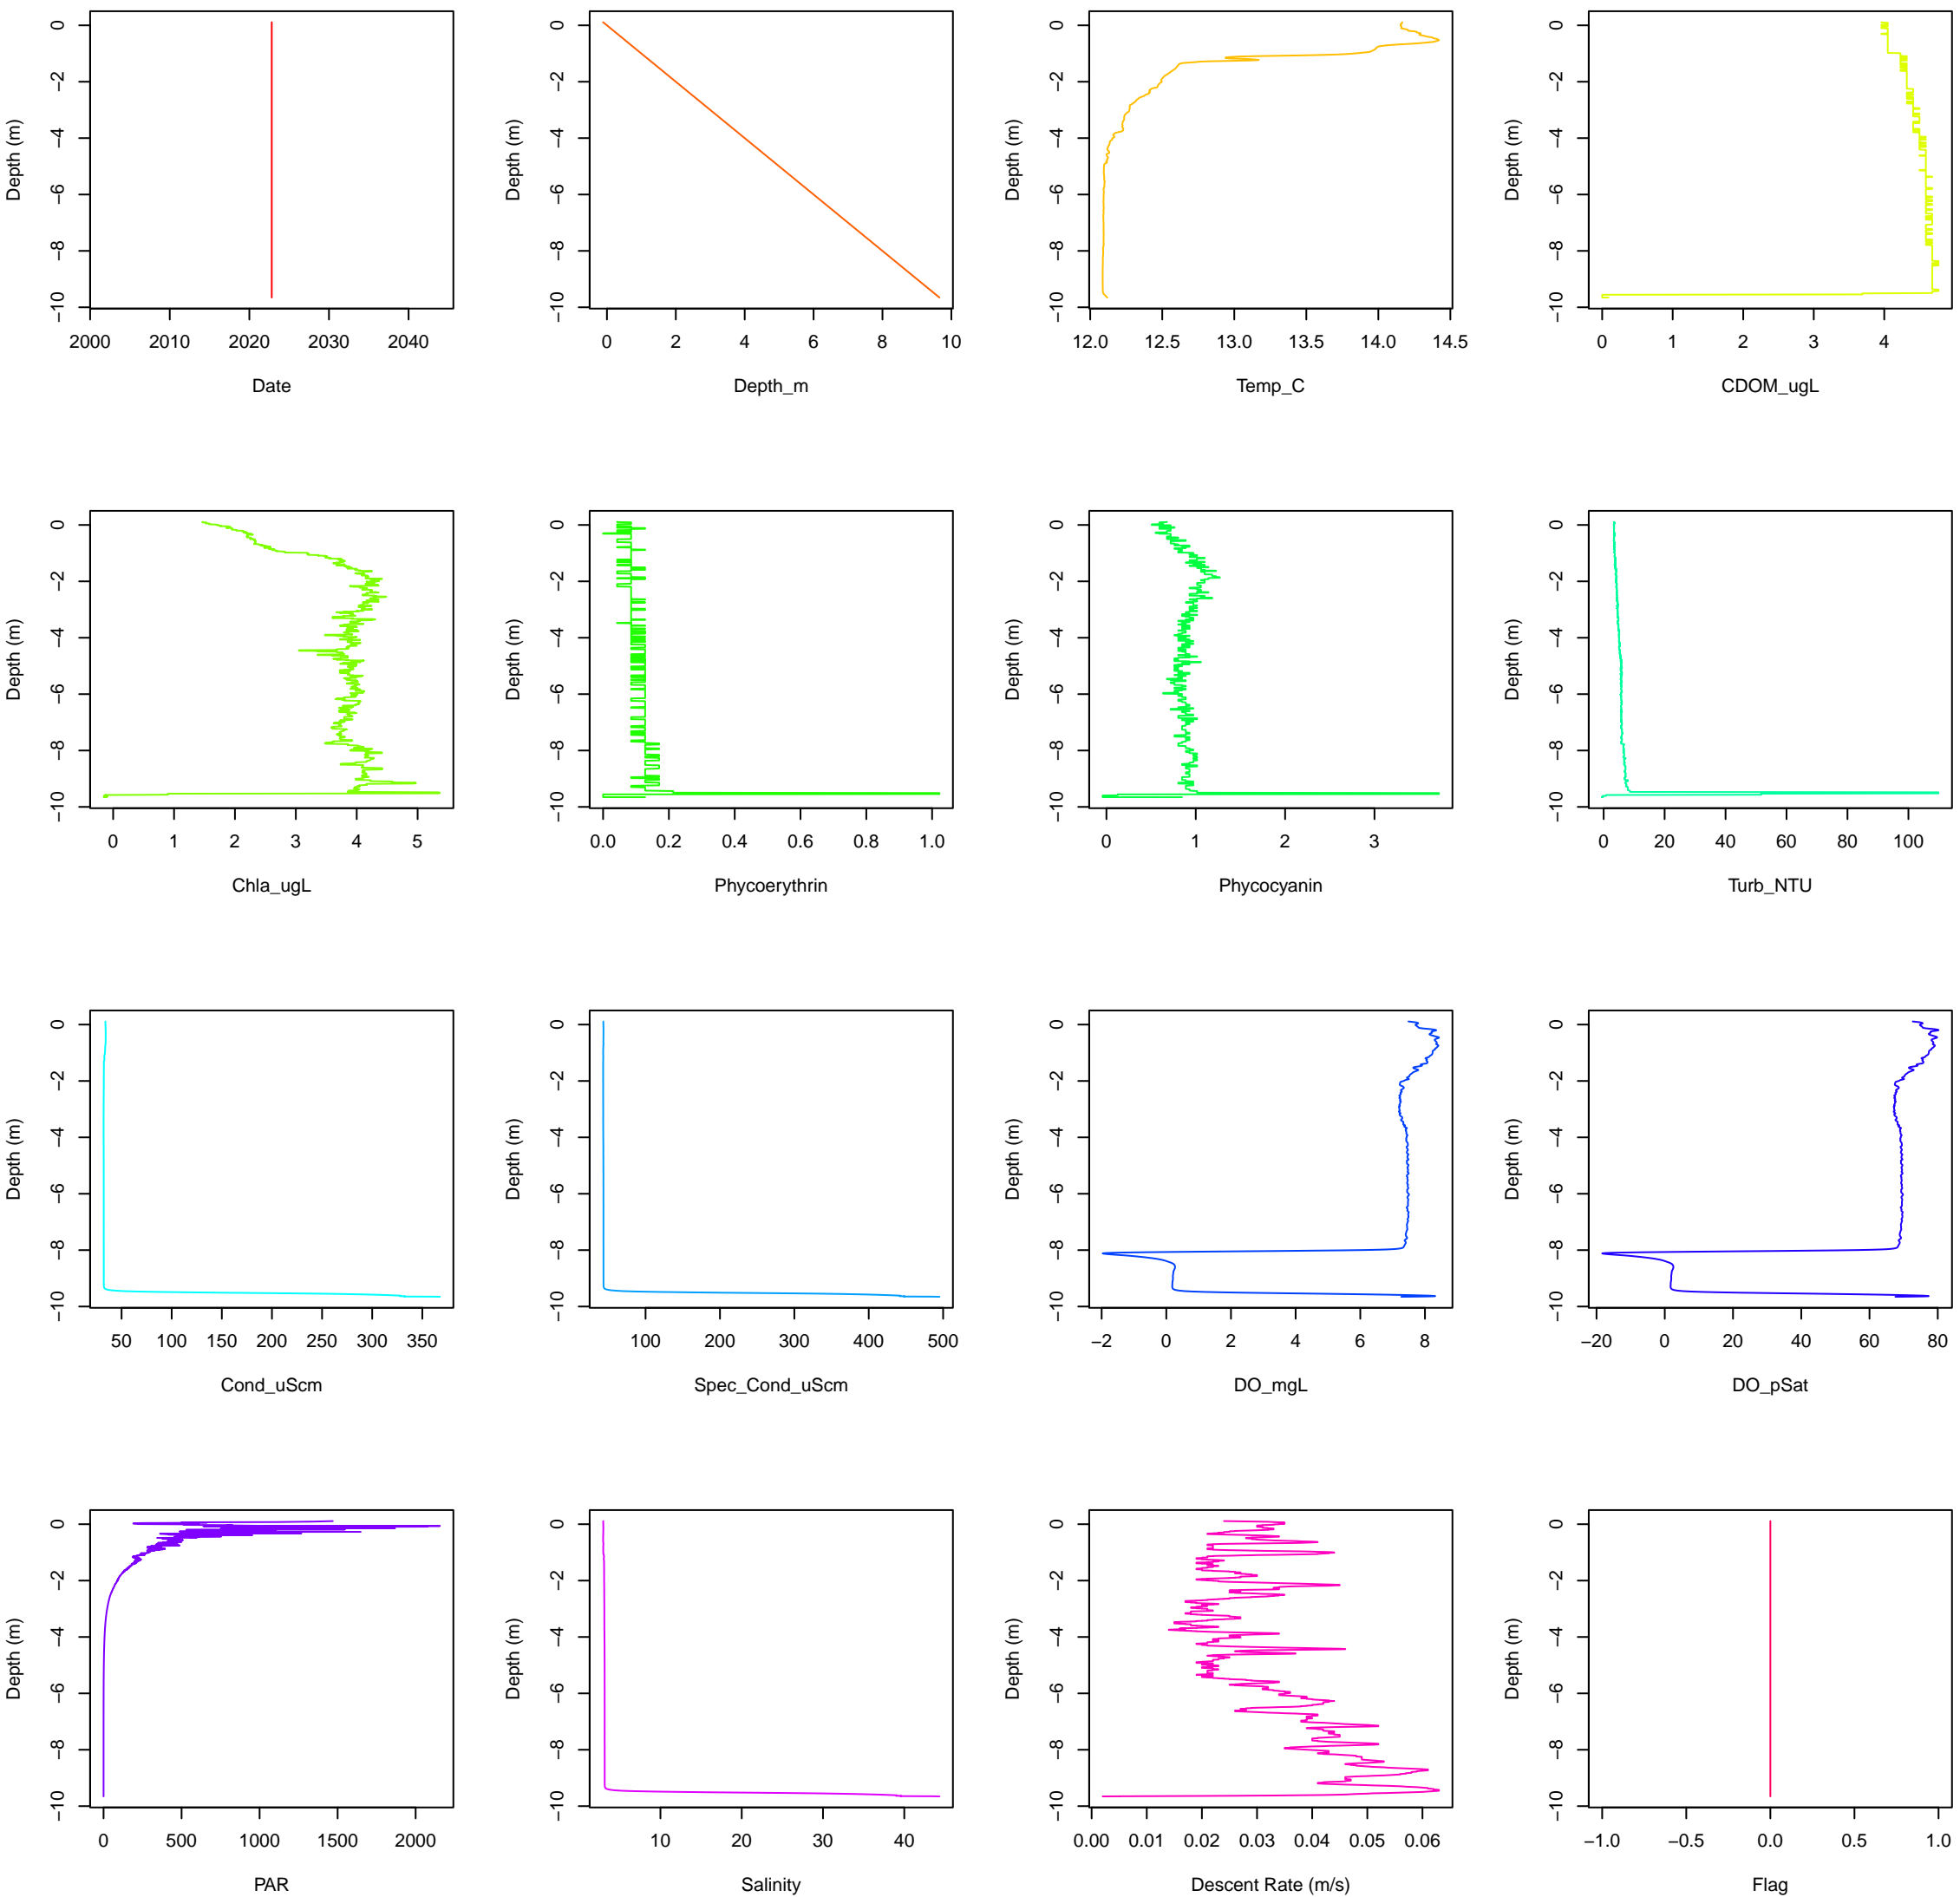 Depth (m)
0
−2
−4
−6
−8
−10
2000 2010 2020 2030 2040
Date
Depth (m)
0
−2
−4
−6
−8
−10
0 2 4 6 8 10
Depth_m
Depth (m)
0
−2
−4
−6
−8
−10
12.0 12.5 13.0 13.5 14.0 14.5
Temp_C
Depth (m)
0
−2
−4
−6
−8
−10
0 1 2 3 4
CDOM_ugL
Depth (m)
0
−2
−4
−6
−8
−10
0 1 2 3 4 5
Chla_ugL
Depth (m)
0
−2
−4
−6
−8
−10
0.0 0.2 0.4 0.6 0.8 1.0
Phycoerythrin
Depth (m)
0
−2
−4
−6
−8
−10
0 1 2 3
Phycocyanin
Depth (m)
0
−2
−4
−6
−8
−10
0 20 40 60 80 100
Turb_NTU
Depth (m)
0
−2
−4
−6
−8
−10
50 100 150 200 250 300 350
Cond_uScm
Depth (m)
0
−2
−4
−6
−8
−10
100 200 300 400 500
Spec_Cond_uScm
Depth (m)
0
−2
−4
−6
−8
−10
−2 0 2 4 6 8
DO_mgL
Depth (m)
0
−2
−4
−6
−8
−10
−20 0 20 40 60 80
DO_pSat
Depth (m)
0
−2
−4
−6
−8
−10
0 500 1000 1500 2000
PAR
Depth (m)
0
−2
−4
−6
−8
−10
10 20 30 40
Salinity
Depth (m)
0
−2
−4
−6
−8
−10
0.00 0.01 0.02 0.03 0.04 0.05 0.06
Descent Rate (m/s)
Depth (m)
0
−2
−4
−6
−8
−10
−1.0 −0.5 0.0 0.5 1.0
Flag